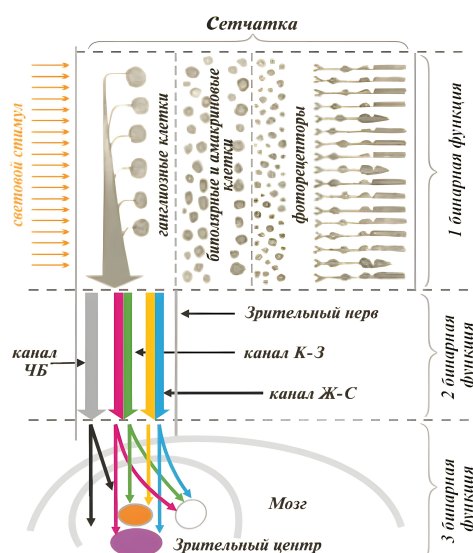 Сетчатка
световой стимул
ганглиозные клетки
биполярные и амакриновые
клетки
фоторецепторы
1 бинарная функция
Зрительный нерв
канал
ЧБ
канал К-З
канал Ж-С
2 бинарная
функция
Мозг
Зрительный центр
3 бинарная
функция